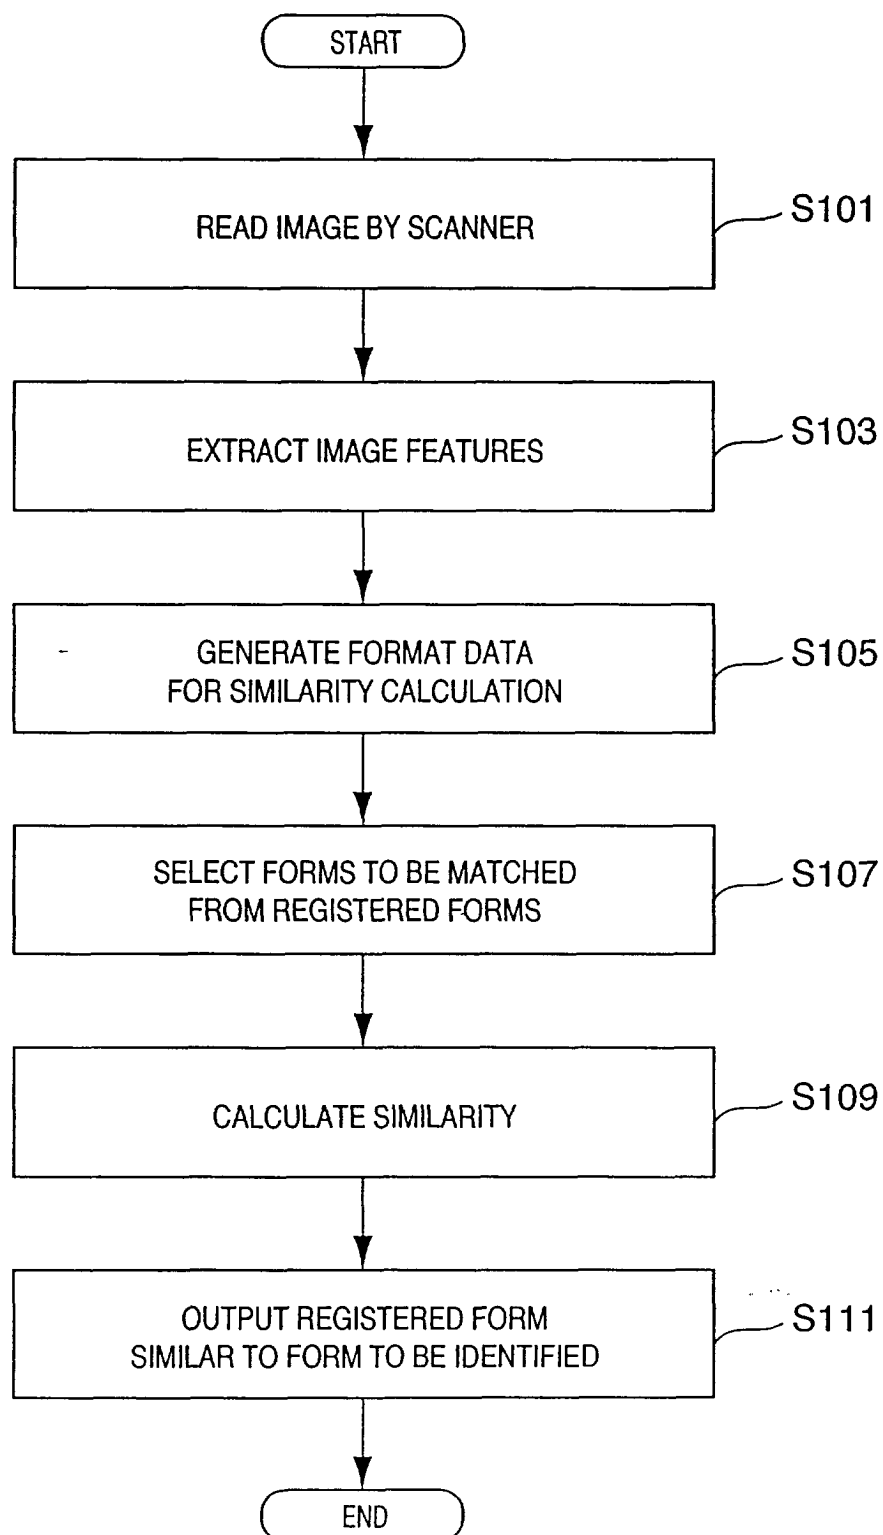 START
READ IMAGE BY SCANNER
S101
EXTRACT IMAGE FEATURES
S103
GENERATE FORMAT DATA
FOR SIMILARITY CALCULATION
S105
SELECT FORMS TO BE MATCHED
FROM REGISTERED FORMS
S107
CALCULATE SIMILARITY
S109
OUTPUT REGISTERED FORM
SIMILAR TO FORM TO BE IDENTIFIED
S111
END